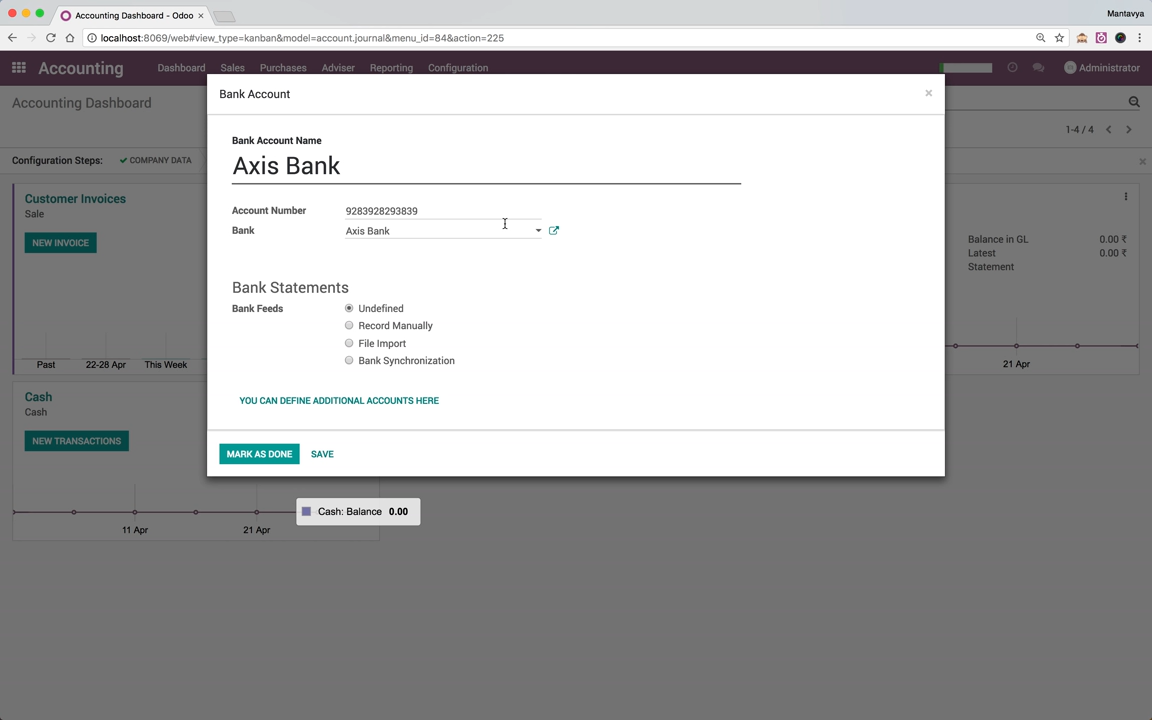 Accounting Dashboard - Odoo
Mantavya
localhost:8069/web#view_type=kanban&model=account.journal&menu_id=84&action=225
Accounting Dashboard Sales Purchases Adviser Reporting Configuration Administrator
Accounting Dashboard
1-4 / 4
Configuration Steps: COMPANY DATA
Customer Invoices
Sale
NEW INVOICE
Past 22-28 Apr This Week
Balance in GL 0.00 ₹
Latest 0.00 ₹
Statement
21 Apr
Cash
Cash
NEW TRANSACTIONS
11 Apr 21 Apr
Cash: Balance 0.00
Bank Account
Bank Account Name
Axis Bank
Account Number 9283928293839
Bank Axis Bank
Bank Statements
Bank Feeds Undefined
Record Manually
File Import
Bank Synchronization
YOU CAN DEFINE ADDITIONAL ACCOUNTS HERE
MARK AS DONE SAVE